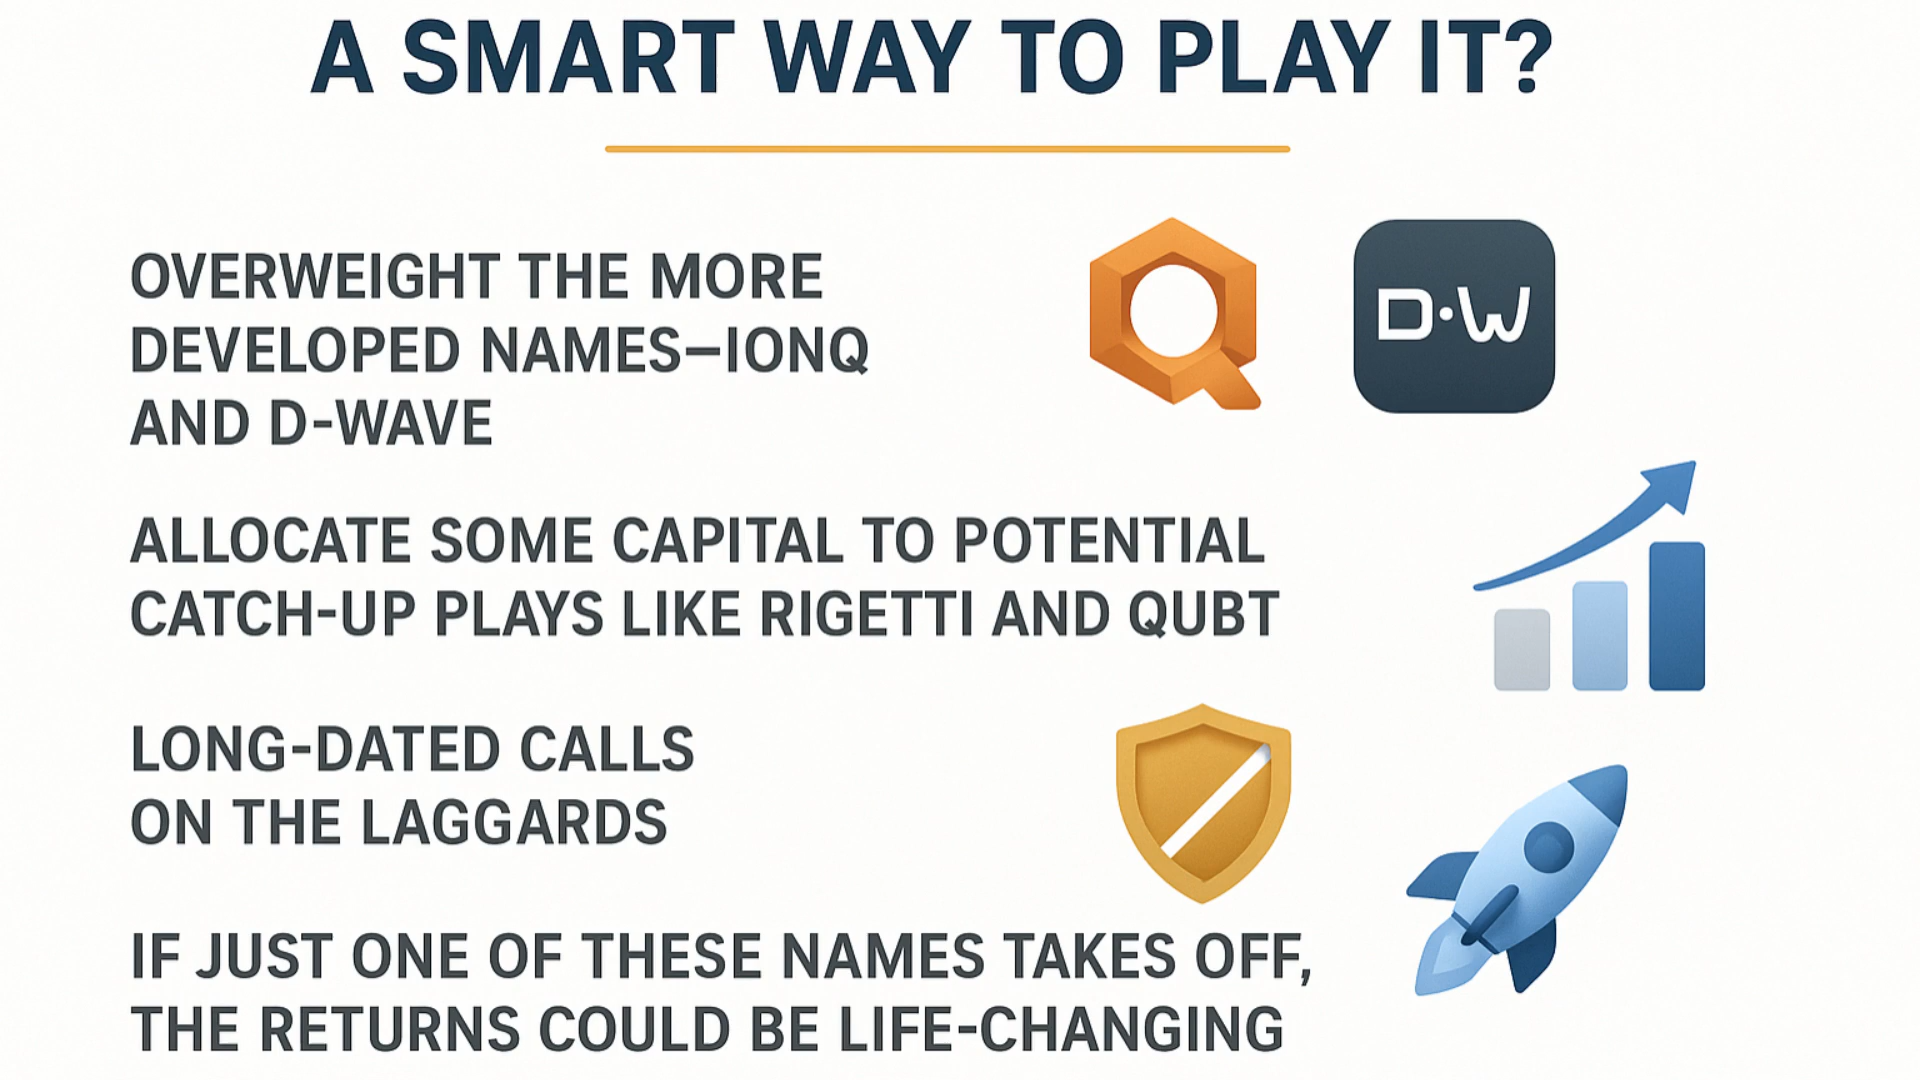 A SMART WAY TO PLAY IT?
OVERWEIGHT THE MORE
DEVELOPED NAMES—IONQ
AND D-WAVE
D·W
ALLOCATE SOME CAPITAL TO POTENTIAL
CATCH-UP PLAYS LIKE RIGETTI AND QUBT
LONG-DATED CALLS
ON THE LAGGARDS
IF JUST ONE OF THESE NAMES TAKES OFF,
THE RETURNS COULD BE LIFE-CHANGING